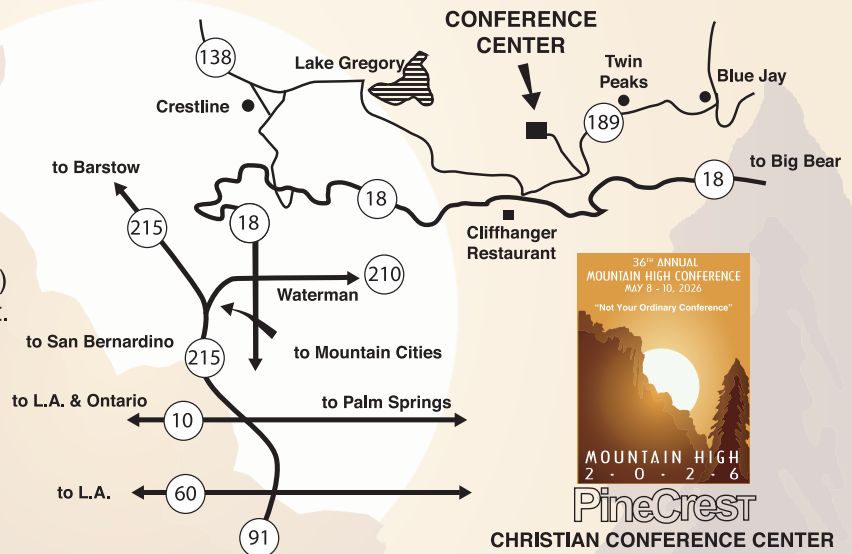 CONFERENCE
CENTER
138
Lake Gregory
Twin
Peaks
Blue Jay
Crestline
189
to Barstow
to Big Bear
18
18
215
18
Cliffhanger
Restaurant
210
Waterman
)
t.
36TH ANNUAL
MOUNTAIN HIGH CONFERENCE
MAY 8 - 10, 2026
"Not Your Ordinary Conference"
to San Bernardino
215
to Mountain Cities
to L.A. & Ontario
10
to Palm Springs
to L.A.
60
91
MOUNTAIN HIGH
2 · 0 · 2 · 6
PineCrest
CHRISTIAN CONFERENCE CENTER